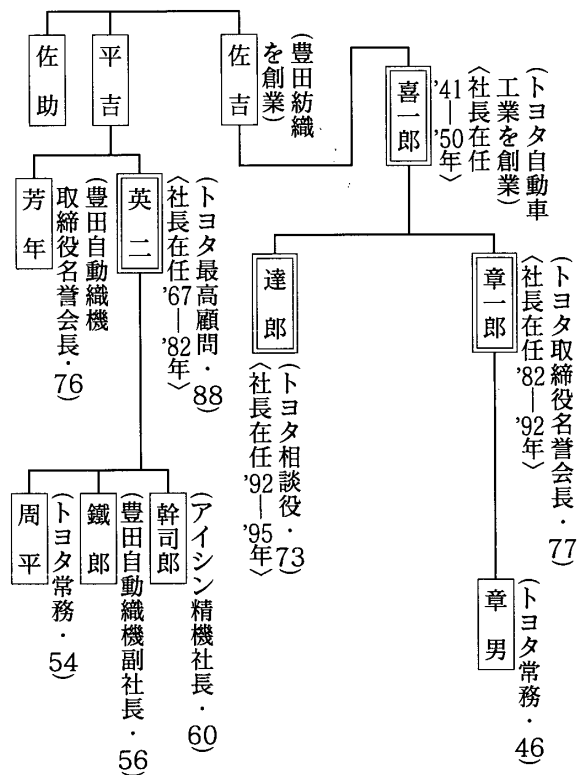 (トヨタ自動車
工業を創業)
〈社長在任
'41―'50年〉
喜一郎
(豊田紡織
を創業)
佐吉
平吉
佐助
(トヨタ取締役名誉会長・77)
〈社長在任'82―'92年〉
章一郎
(トヨタ相談役・73)
〈社長在任'92―'95年〉
達郎
(トヨタ最高顧問・88)
〈社長在任'67―'82年〉
英二
(豊田自動織機
取締役名誉会長・76)
芳年
(トヨタ常務・46)
章男
(アイシン精機社長・60)
幹司郎
(豊田自動織機副社長・56)
鐵郎
(トヨタ常務・54)
周平